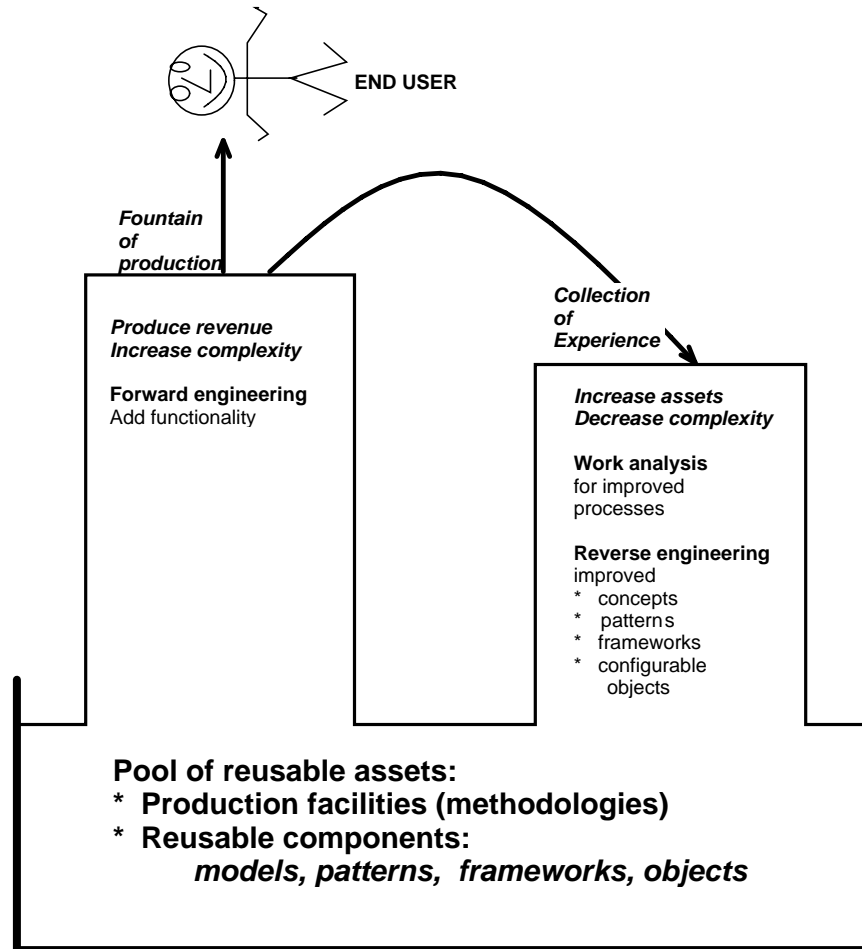 END USER
Fountain
of
production
Collection
of
Experience
Produce revenue
Increase complexity
Forward engineering
Add functionality
Increase assets
Decrease complexity
Work analysis
for improved
processes
Reverse engineering
improved
* concepts
* patterns
* frameworks
* configurable
objects
Pool of reusable assets:
* Production facilities (methodologies)
* Reusable components:
models, patterns, frameworks, objects